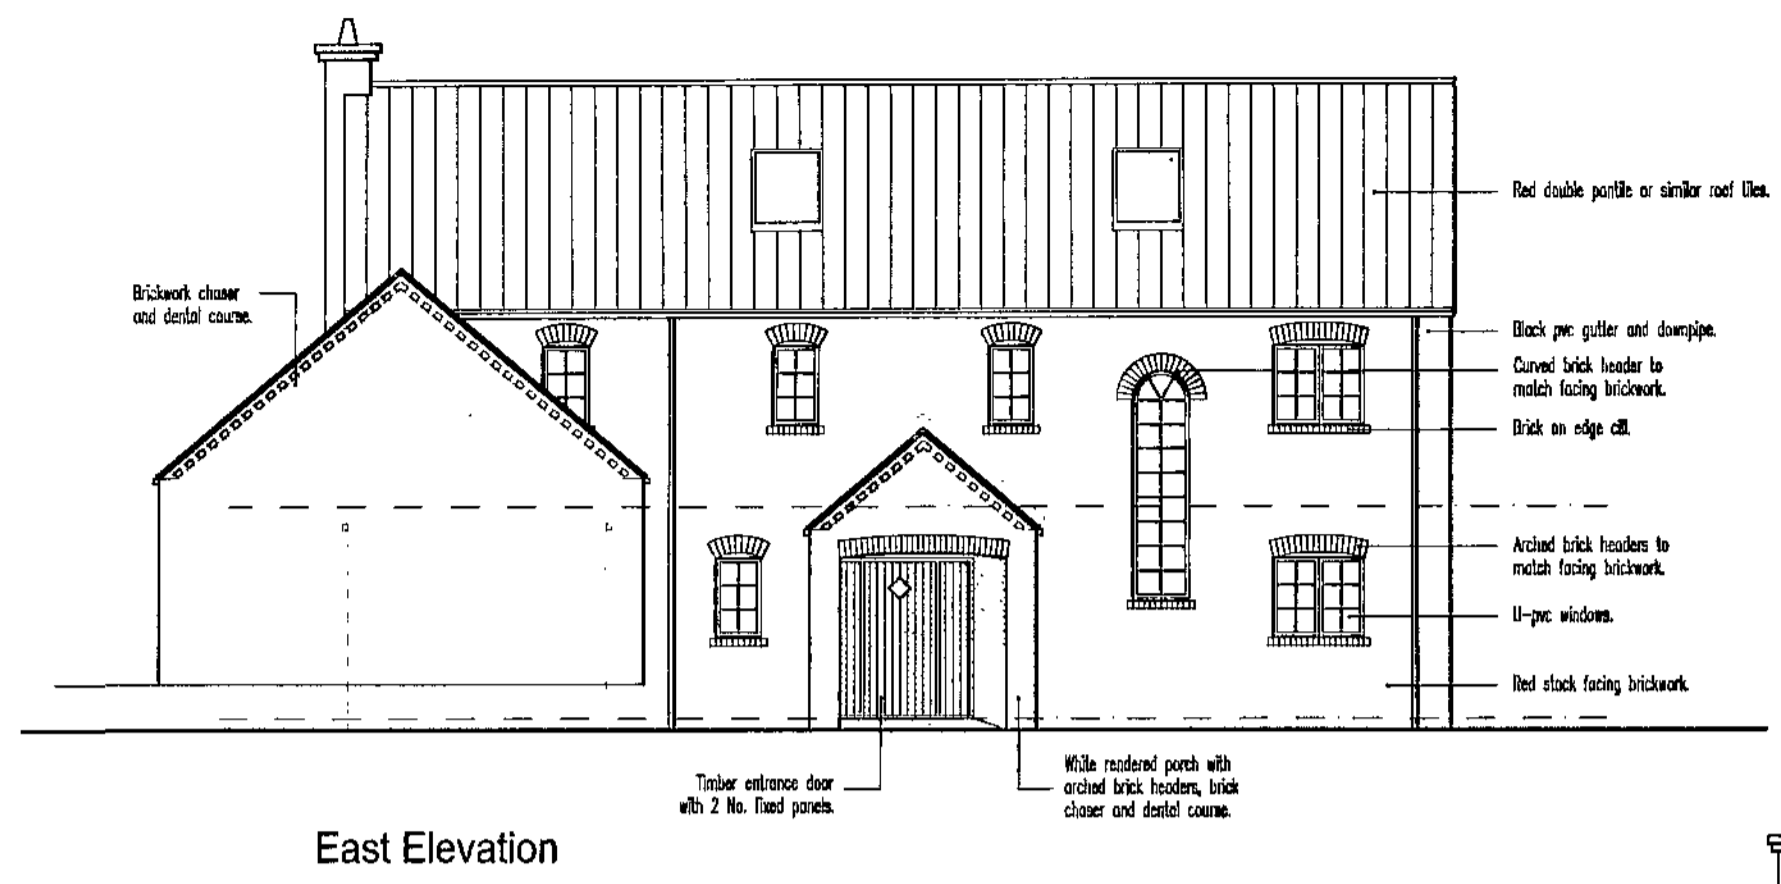 Brickwork chaser
and dental course.
Red double pantile or similar roof tiles.
Black pvc gutter and downpipe.
Curved brick header to
match facing brickwork.
Brick on edge cill.
Arched brick headers to
match facing brickwork.
U-pvc windows.
Red stock facing brickwork.
Timber entrance door
with 2 No. fixed panels.
White rendered porch with
arched brick headers, brick
chaser and dental course.
East Elevation